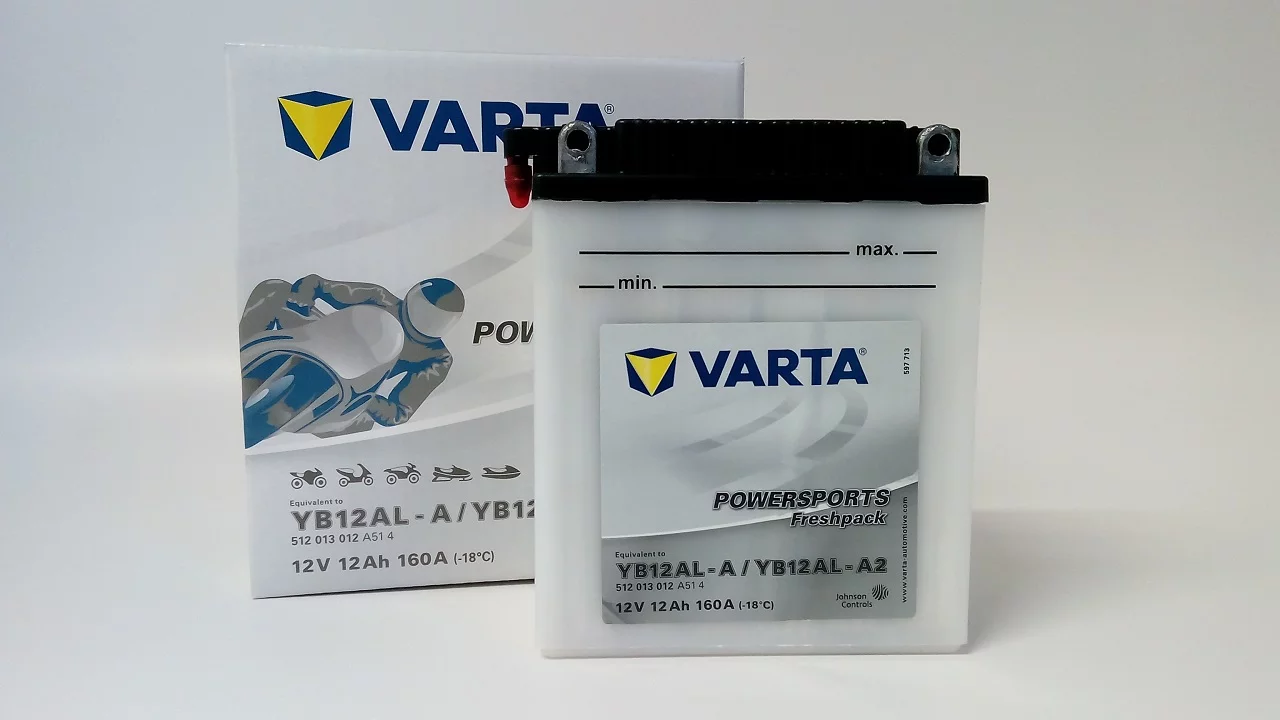 VARTA®
POW
Equivalent to
YB12AL - A / YB12
512 013 012 A51 4
12V 12Ah 160A (-18°C)
max.
min.
VARTA®
597 713
POWERSPORTS
Freshpack
Equivalent to
YB12AL - A / YB12AL - A2
512 013 012 A51 4
12V 12Ah 160A (-18°C)
Johnson
Controls
www.varta-automotive.com